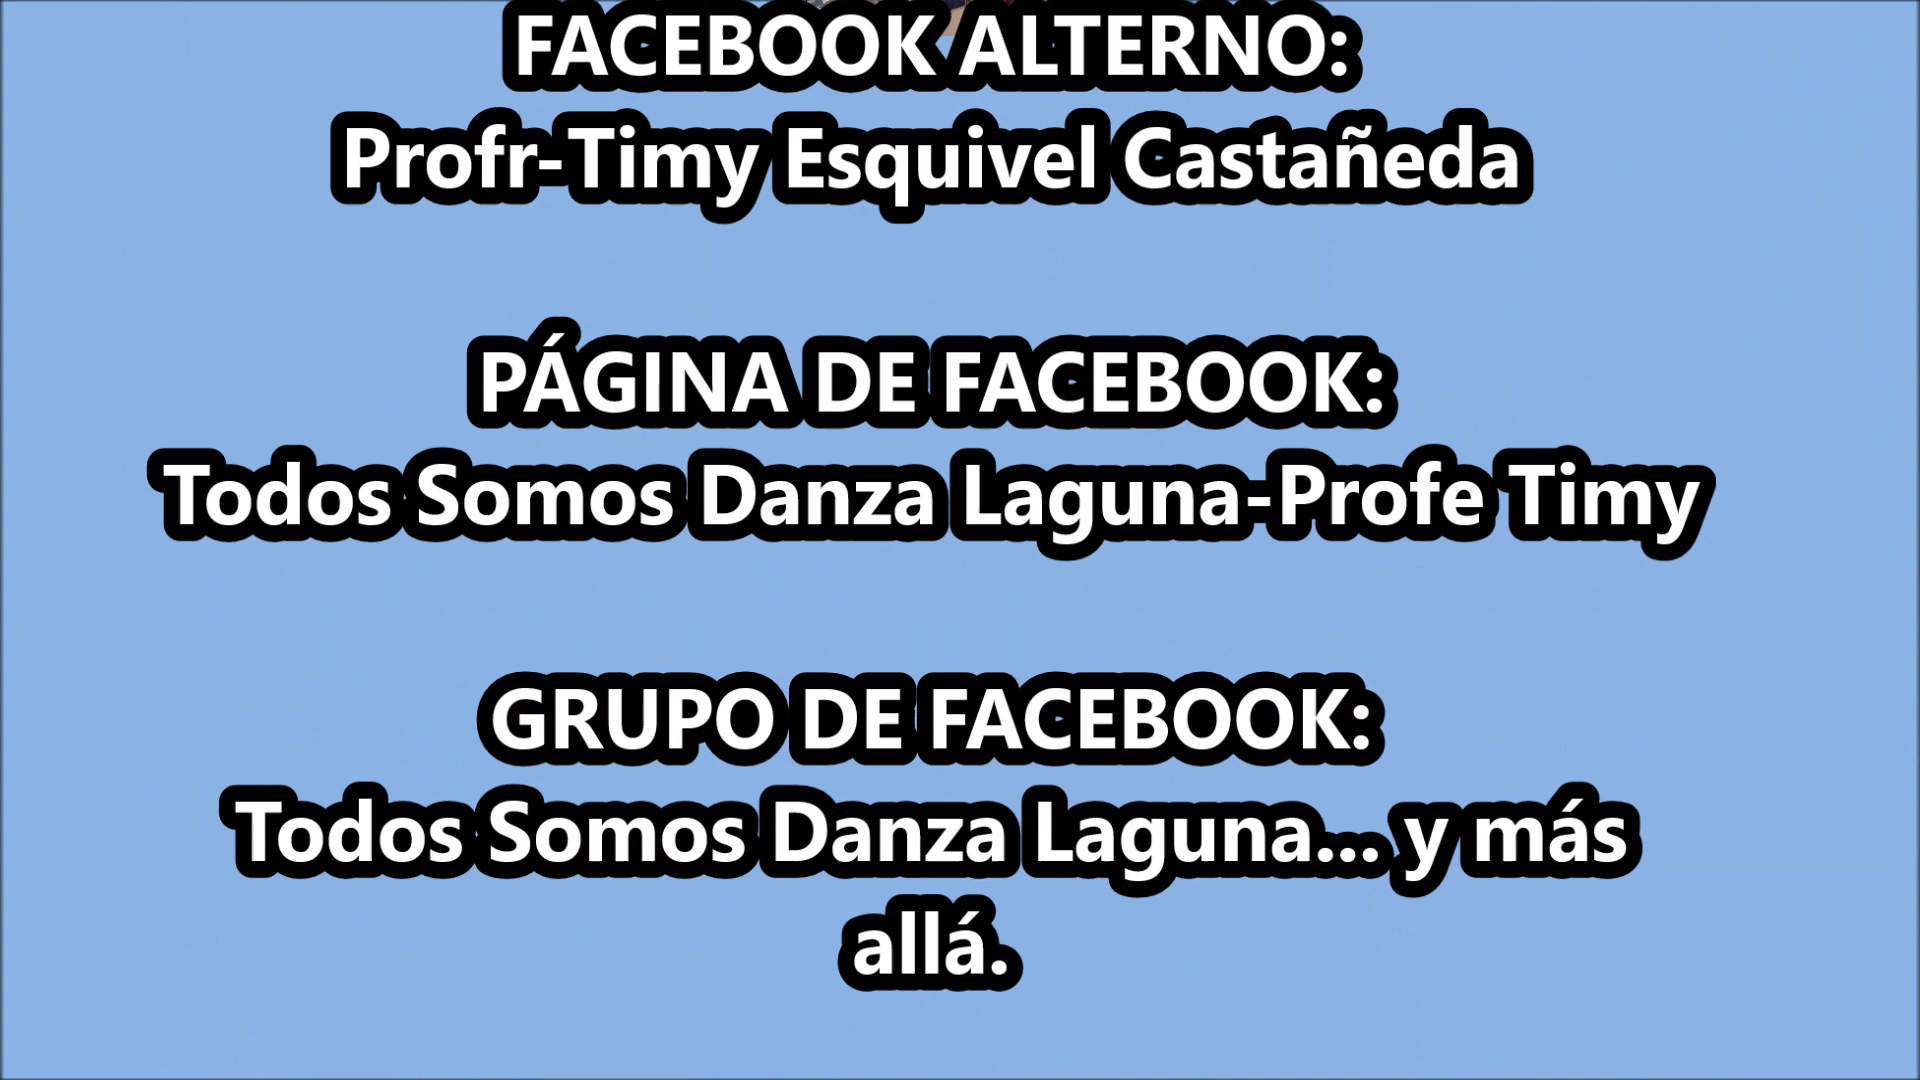 FACEBOOK ALTERNO:
Profr-Timy Esquivel Castañeda
PÁGINA DE FACEBOOK:
Todos Somos Danza Laguna-Profe Timy
GRUPO DE FACEBOOK:
Todos Somos Danza Laguna... y más
allá.